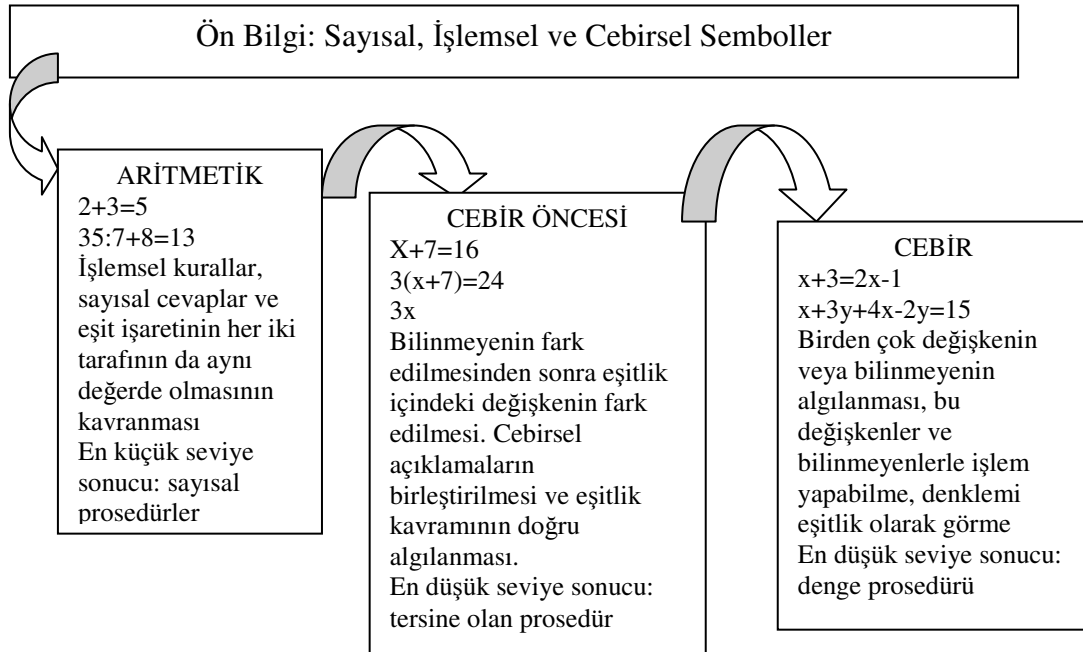 Ön Bilgi: Sayısal, İşlemsel ve Cebirsel Semboller
ARİTMETİK
2+3=5
35:7+8=13
İşlemsel kurallar,
sayısal cevaplar ve
eşit işaretinin her iki
tarafının da aynı
değerde olmasının
kavranması
En küçük seviye
sonucu: sayısal
prosedürler
CEBİR ÖNCESİ
X+7=16
3(x+7)=24
3x
Bilinmeyenin fark
edilmesinden sonra eşitlik
içindeki değişkenin fark
edilmesi. Cebirsel
açıklamaların
birleştirilmesi ve eşitlik
kavramının doğru
algılanması.
En düşük seviye sonucu:
tersine olan prosedür
CEBİR
x+3=2x-1
x+3y+4x-2y=15
Birden çok değişkenin
veya bilinmeyenin
algılanması, bu
değişkenler ve
bilinmeyenlerle işlem
yapabilme, denklemi
eşitlik olarak görme
En düşük seviye sonucu:
denge prosedürü